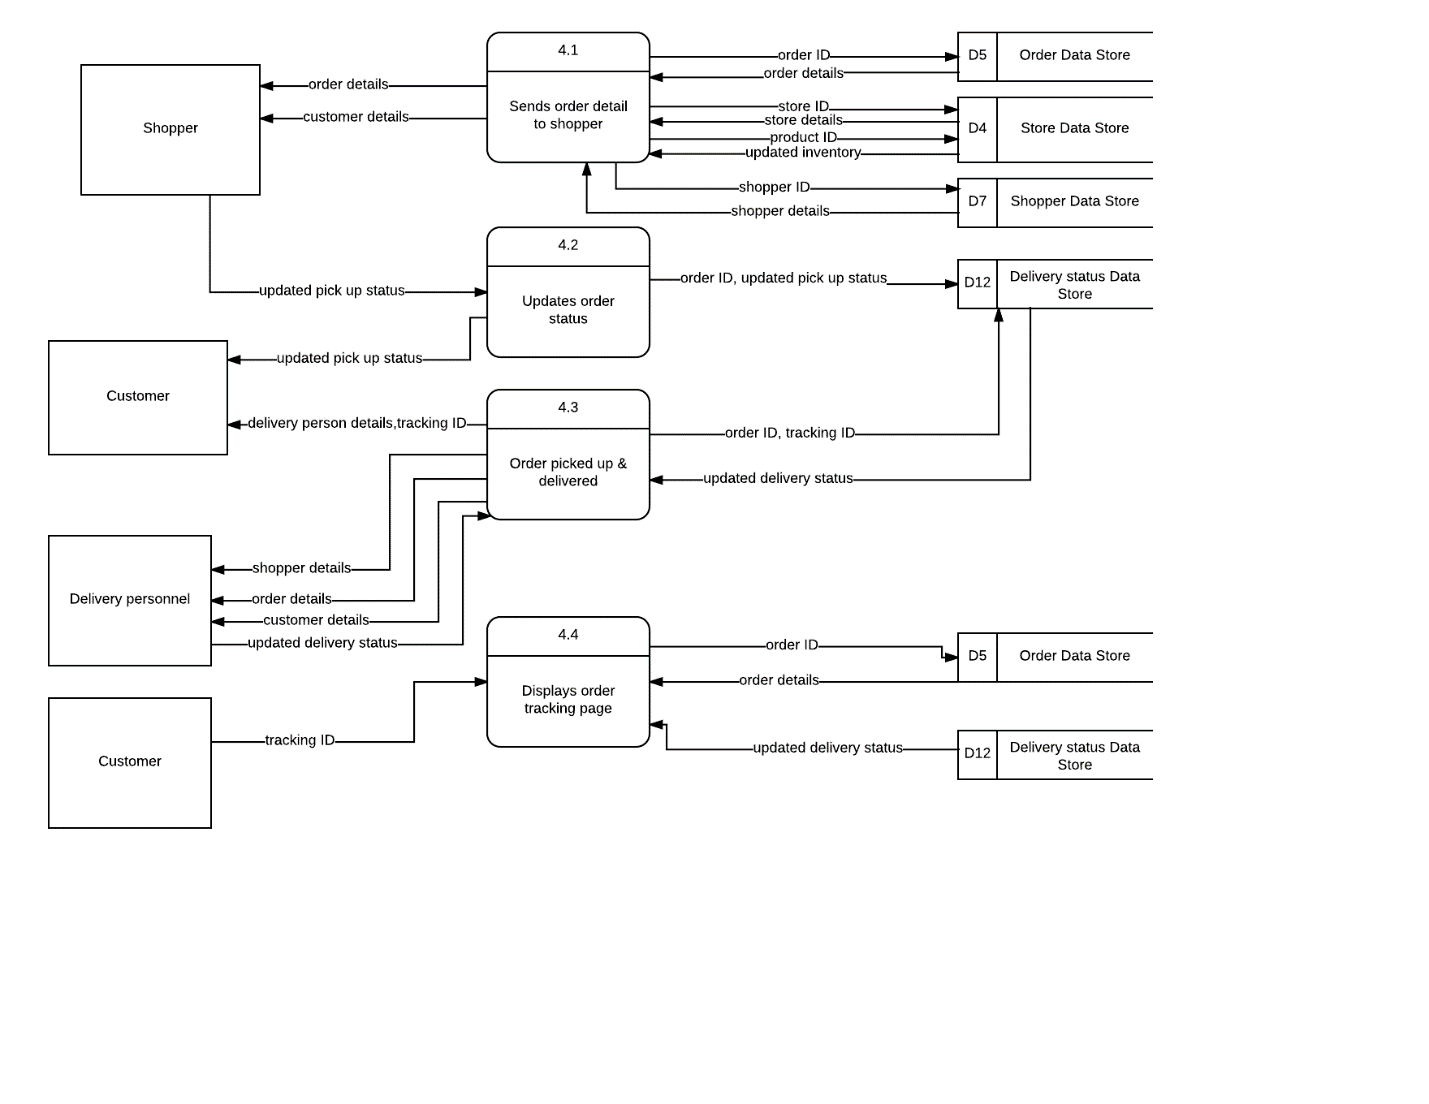 4.1
order ID
D5
Order Data Store
order details
order details
Shopper
customer details
Sends order detail
to shopper
store ID
store details
product ID
updated inventory
D4
Store Data Store
shopper ID
shopper details
D7
Shopper Data Store
4.2
order ID, updated pick up status
D12
Delivery status Data
Store
updated pick up status
Updates order
status
updated pick up status
Customer
4.3
delivery person details,tracking ID
order ID, tracking ID
Order picked up &
delivered
updated delivery status
shopper details
Delivery personnel
order details
customer details
updated delivery status
4.4
order ID
D5
Order Data Store
order details
Displays order
tracking page
tracking ID
Customer
updated delivery status
D12
Delivery status Data
Store